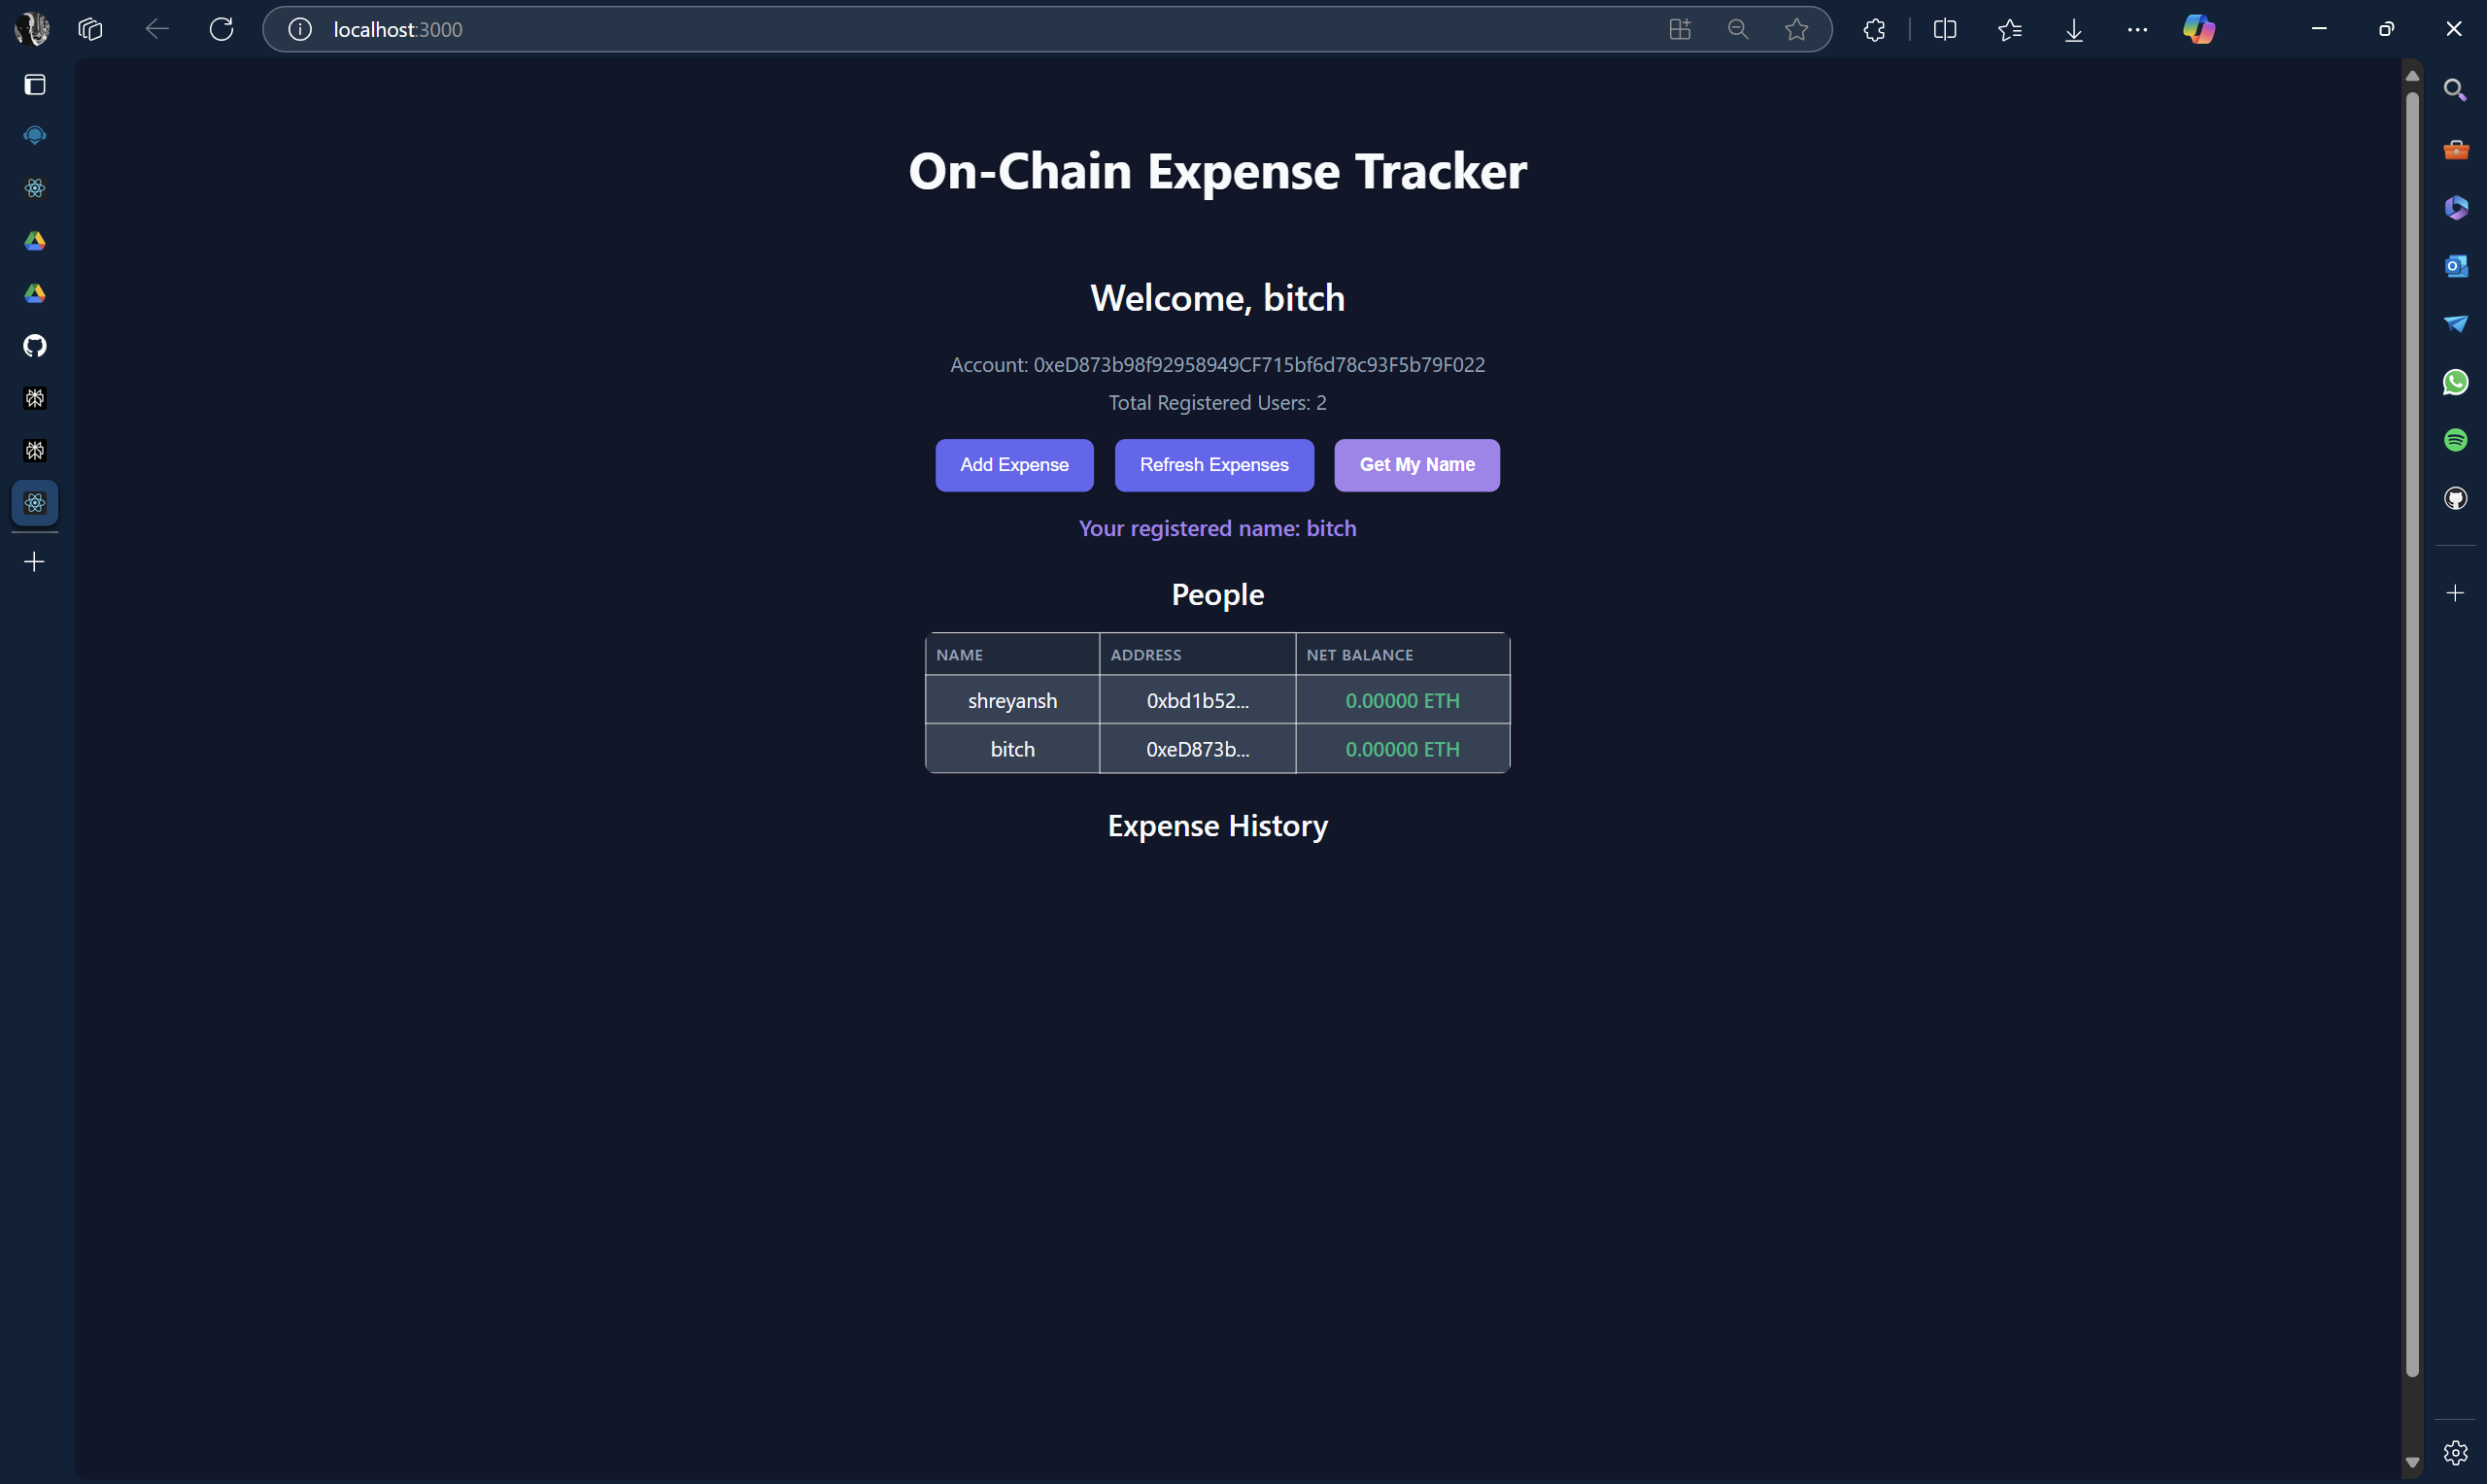 localhost:3000
On-Chain Expense Tracker
Welcome, bitch
Account: 0xeD873b98f92958949CF715bf6d78c93F5b79F022
Total Registered Users: 2
Add Expense Refresh Expenses Get My Name
Your registered name: bitch
People
NAME ADDRESS NET BALANCE
shreyansh 0xbd1b52... 0.00000 ETH
bitch 0xeD873b... 0.00000 ETH
Expense History